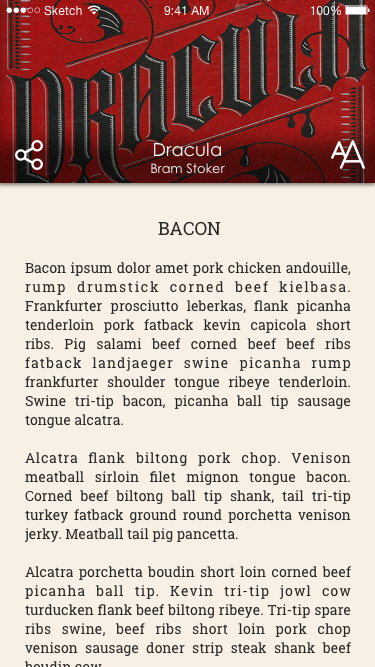 Sketch 9:41 AM 100%
DRACULA
Dracula
Bram Stoker
AA
BACON
Bacon ipsum dolor amet pork chicken andouille,
rump drumstick corned beef kielbasa.
Frankfurter prosciutto leberkas, flank picanha
tenderloin pork fatback kevin capicola short
ribs. Pig salami beef corned beef beef ribs
fatback landjaeger swine picanha rump
frankfurter shoulder tongue ribeye tenderloin.
Swine tri-tip bacon, picanha ball tip sausage
tongue alcatra.
Alcatra flank biltong pork chop. Venison
meatball sirloin filet mignon tongue bacon.
Corned beef biltong ball tip shank, tail tri-tip
turkey fatback ground round porchetta venison
jerky. Meatball tail pig pancetta.
Alcatra porchetta boudin short loin corned beef
picanha ball tip. Kevin tri-tip jowl cow
turducken flank beef biltong ribeye. Tri-tip spare
ribs swine, beef ribs short loin pork chop
venison sausage doner strip steak shank beef
boudin cow